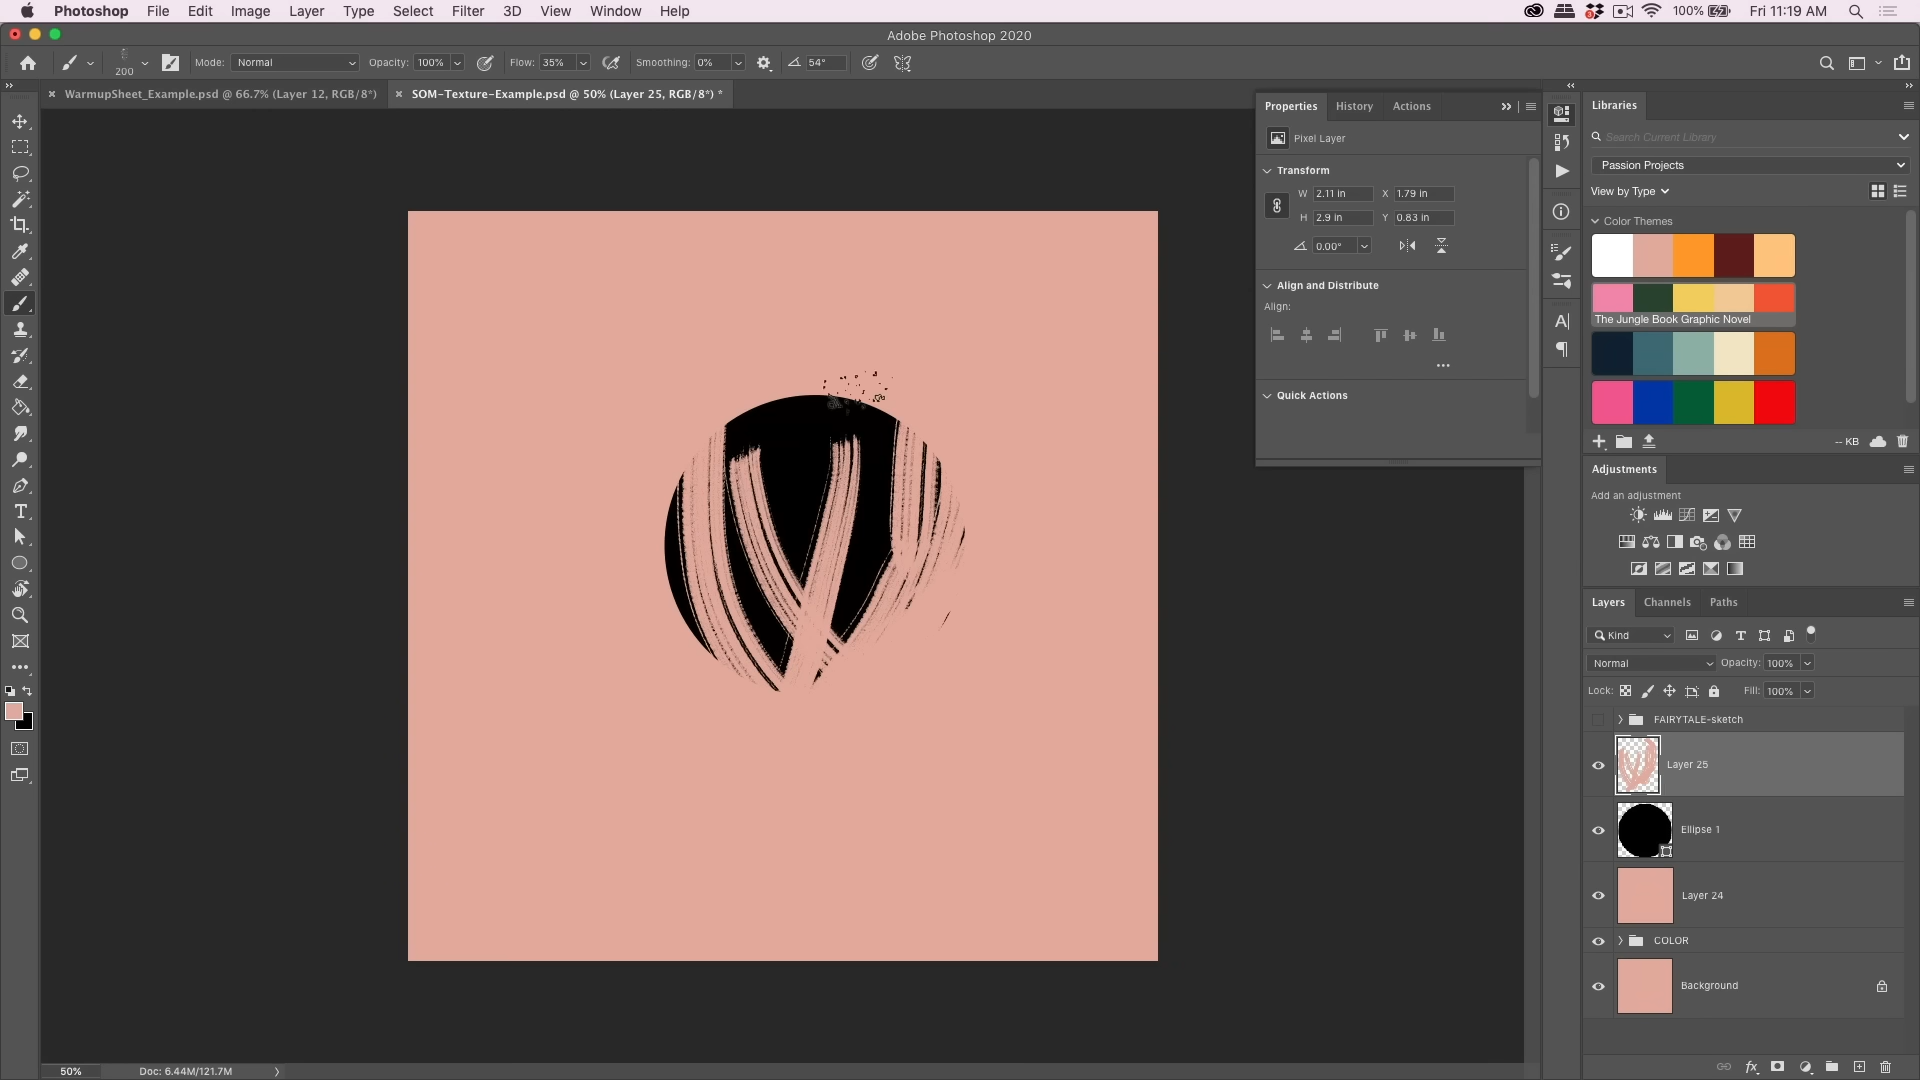 Photoshop File Edit Image Layer Type Select Filter 3D View Window Help 100% Fri 11:19 AM
Adobe Photoshop 2020
200 Mode: Normal Opacity: 100% Flow: 35% Smoothing: 0% 54°
WarmupSheet_Example.psd @ 66.7% (Layer 12, RGB/8*) SOM-Texture-Example.psd @ 50% (Layer 25, RGB/8*) *
Properties History Actions
Pixel Layer
Transform
W 2.11 in X 1.79 in
H 2.9 in Y 0.83 in
0.00°
Align and Distribute
Align:
Quick Actions
Libraries
Search Current Library
Passion Projects
View by Type
Color Themes
The Jungle Book Graphic Novel
-- KB
Adjustments
Add an adjustment
Layers Channels Paths
Kind
Normal Opacity: 100%
Lock: Fill: 100%
FAIRYTALE-sketch
Layer 25
Ellipse 1
Layer 24
COLOR
Background
50% Doc: 6.44M/121.7M